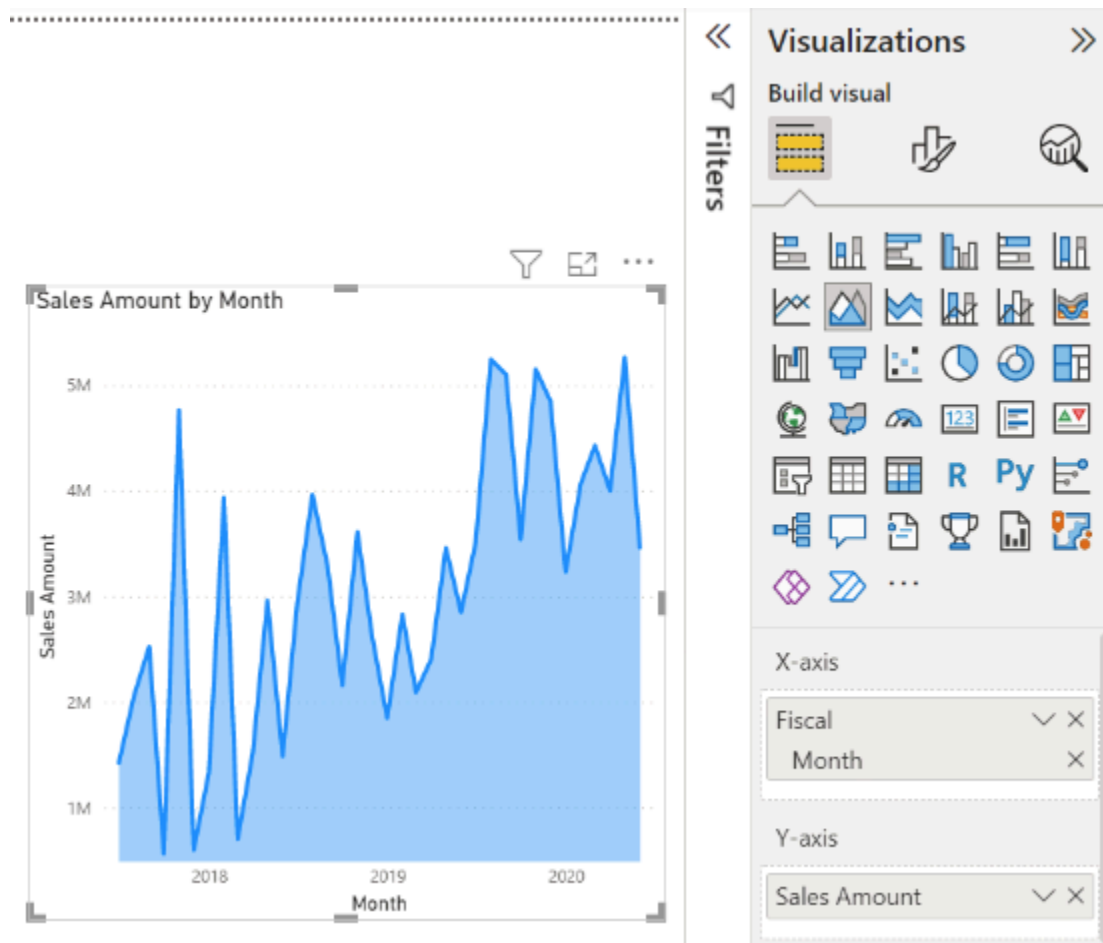 Visualizations
Build visual
Filters
Sales Amount by Month
5M
4M
3M
2M
1M
Sales Amount
2018 2019 2020
Month
123
R Py
X-axis
Fiscal
Month
Y-axis
Sales Amount